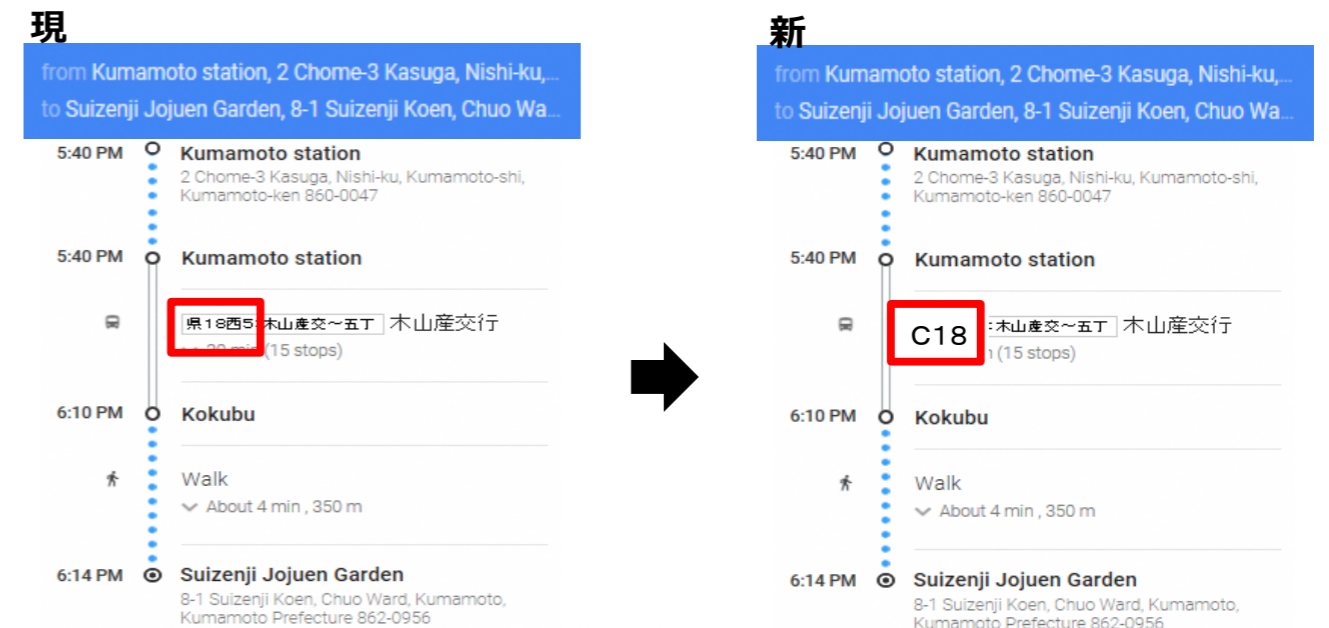 現
from Kumamoto station, 2 Chome-3 Kasuga, Nishi-ku,...
to Suizenji Jojuen Garden, 8-1 Suizenji Koen, Chuo Wa...
5:40 PM Kumamoto station
2 Chome-3 Kasuga, Nishi-ku, Kumamoto-shi,
Kumamoto-ken 860-0047
5:40 PM Kumamoto station
県18西5:木山産交～五丁 木山産交行
(15 stops)
6:10 PM Kokubu
Walk
About 4 min , 350 m
6:14 PM Suizenji Jojuen Garden
8-1 Suizenji Koen, Chuo Ward, Kumamoto,
Kumamoto Prefecture 862-0956
新
from Kumamoto station, 2 Chome-3 Kasuga, Nishi-ku,...
to Suizenji Jojuen Garden, 8-1 Suizenji Koen, Chuo Wa...
5:40 PM Kumamoto station
2 Chome-3 Kasuga, Nishi-ku, Kumamoto-shi,
Kumamoto-ken 860-0047
5:40 PM Kumamoto station
C18 :木山産交～五丁 木山産交行
(15 stops)
6:10 PM Kokubu
Walk
About 4 min , 350 m
6:14 PM Suizenji Jojuen Garden
8-1 Suizenji Koen, Chuo Ward, Kumamoto,
Kumamoto Prefecture 862-0956